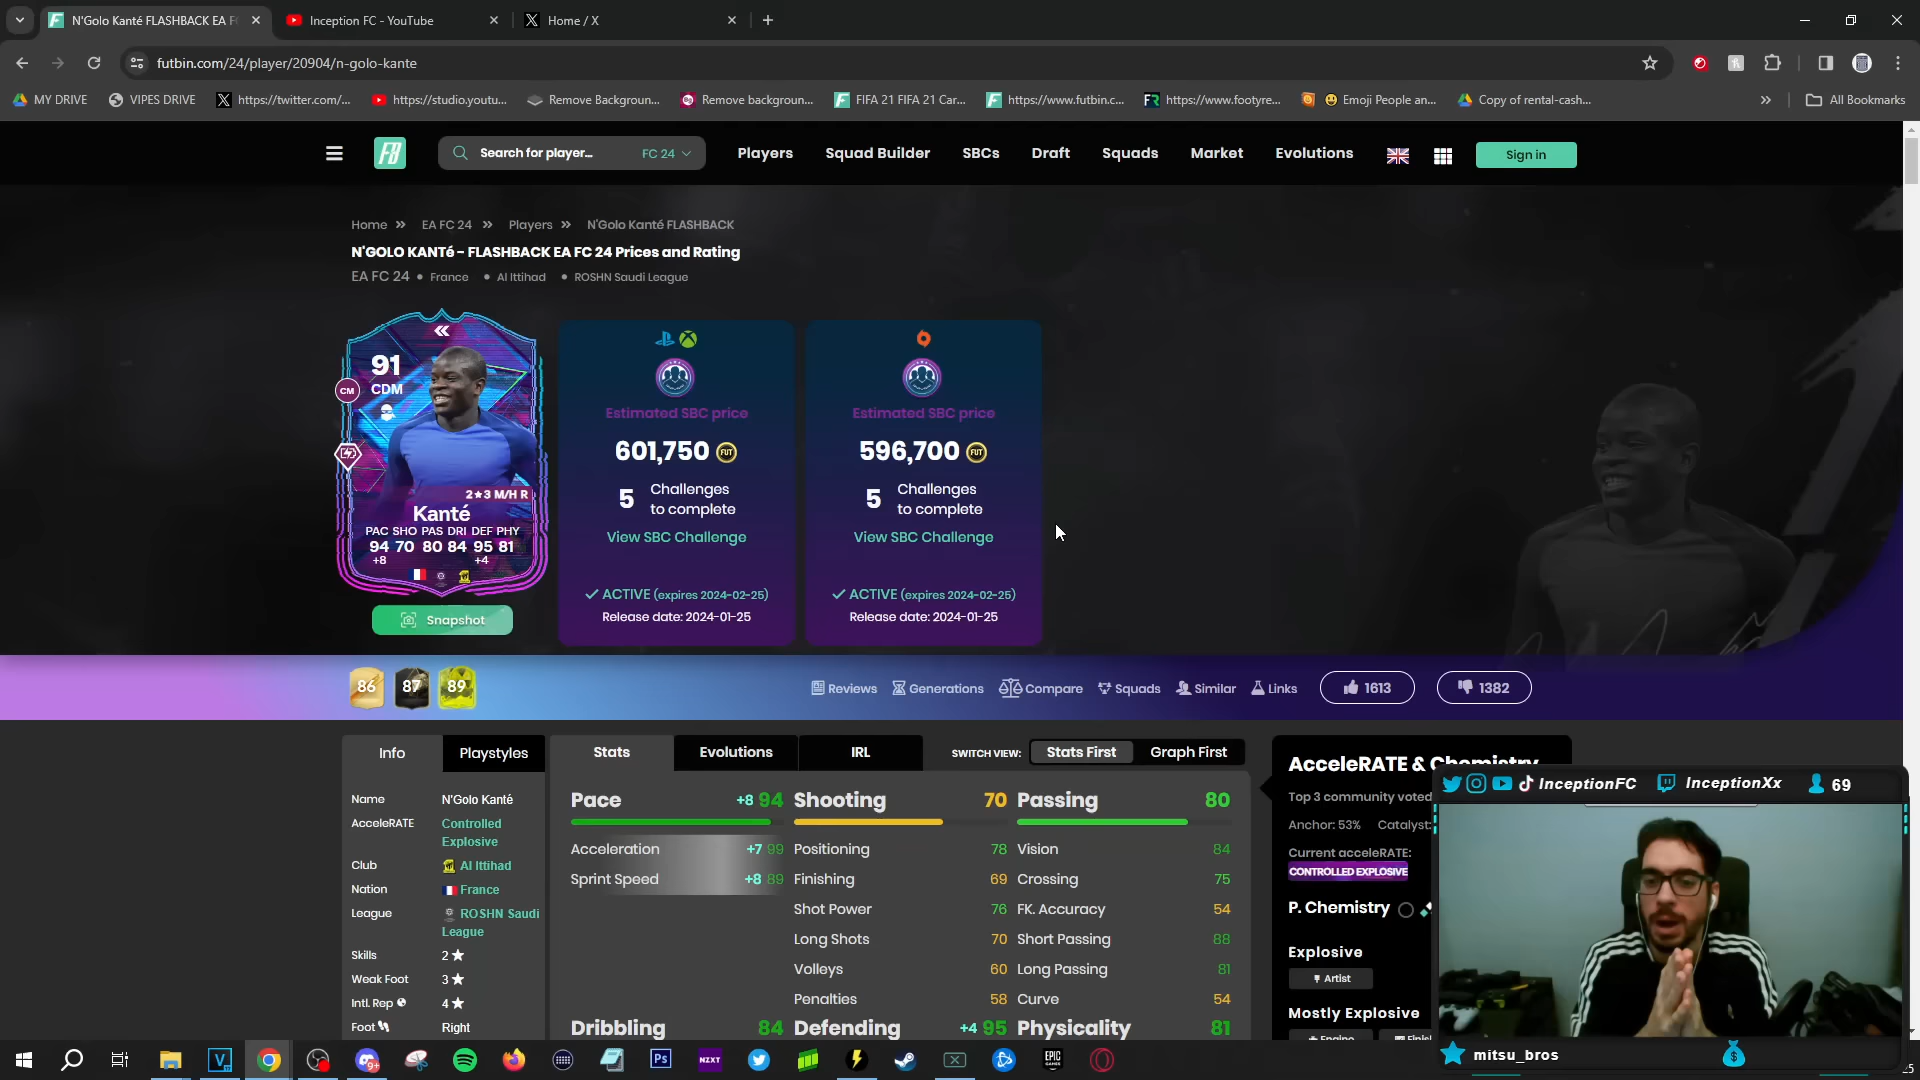 N'Golo Kanté FLASHBACK EA F
Inception FC - YouTube
Home / X
futbin.com/24/player/20904/n-golo-kante
MY DRIVE
VIPES DRIVE
https://twitter.com/...
https://studio.youtu...
Remove Backgroun...
Remove backgroun...
FIFA 21 FIFA 21 Car...
https://www.futbin.c...
https://www.footyre...
Emoji People an...
Copy of rental-cash...
All Bookmarks
FB
Search for player...
FC 24
Players
Squad Builder
SBCs
Draft
Squads
Market
Evolutions
Sign in
Home » EA FC 24 » Players » N'Golo Kanté FLASHBACK
N'GOLO KANTé - FLASHBACK EA FC 24 Prices and Rating
EA FC 24 • France • Al Ittihad • ROSHN Saudi League
91
CDM
CM
2★3 M/H R
Kanté
PAC SHO PAS DRI DEF PHY
94 70 80 84 95 81
+8 +4
Snapshot
Estimated SBC price
601,750
5 Challenges to complete
View SBC Challenge
ACTIVE (expires 2024-02-25)
Release date: 2024-01-25
Estimated SBC price
596,700
5 Challenges to complete
View SBC Challenge
ACTIVE (expires 2024-02-25)
Release date: 2024-01-25
86 87 89
Reviews
Generations
Compare
Squads
Similar
Links
1613
1382
Info
Playstyles
Stats
Evolutions
IRL
SWITCH VIEW:
Stats First
Graph First
Name N'Golo Kanté
AcceleRATE Controlled
Explosive
Club Al Ittihad
Nation France
League ROSHN Saudi
League
Skills 2
Weak Foot 3
Intl. Rep 4
Foot Right
Pace +8 94
Acceleration +7 99
Sprint Speed +8 89
Shooting 70
Positioning 78
Finishing 69
Shot Power 76
Long Shots 70
Volleys 60
Penalties 58
Passing 80
Vision 84
Crossing 75
FK. Accuracy 54
Short Passing 88
Long Passing 81
Curve 54
Dribbling 84
Defending +4 95
Physicality 81
AcceleRATE & Chemistry
Top 3 community voted
Anchor: 53% Catalyst:
Current acceleRATE:
CONTROLLED EXPLOSIVE
P. Chemistry
Explosive
Artist
Mostly Explosive
InceptionFC
InceptionXx
69
mitsu_bros
9+
Ps
NZXT
EPIC
GAMES